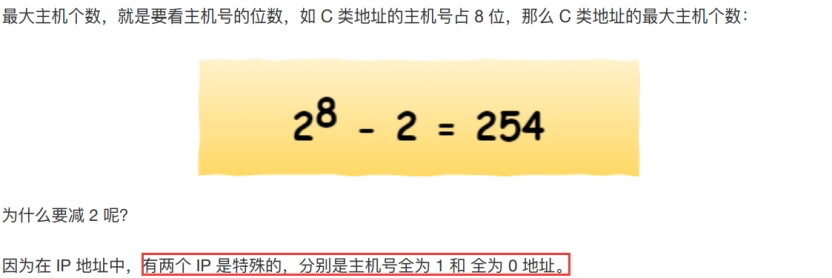 最大主机个数，就是要看主机号的位数，如 C 类地址的主机号占 8 位，那么 C 类地址的最大主机个数：
2⁸ - 2 = 254
为什么要减 2 呢？
因为在 IP 地址中，有两个 IP 是特殊的，分别是主机号全为 1 和 全为 0 地址。